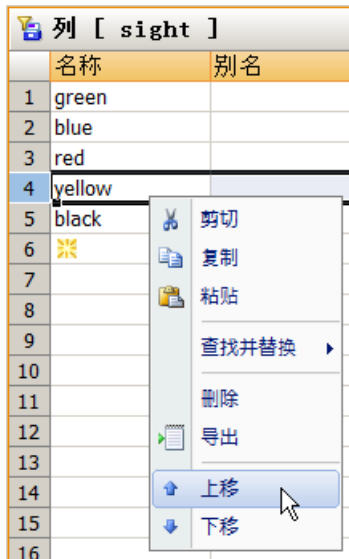 列 [ sight ]
名称 别名
1 green
2 blue
3 red
4 yellow
5 black
6
7
8
9
10
11
12
13
14
15
16
剪切
复制
粘贴
查找并替换
删除
导出
上移
下移